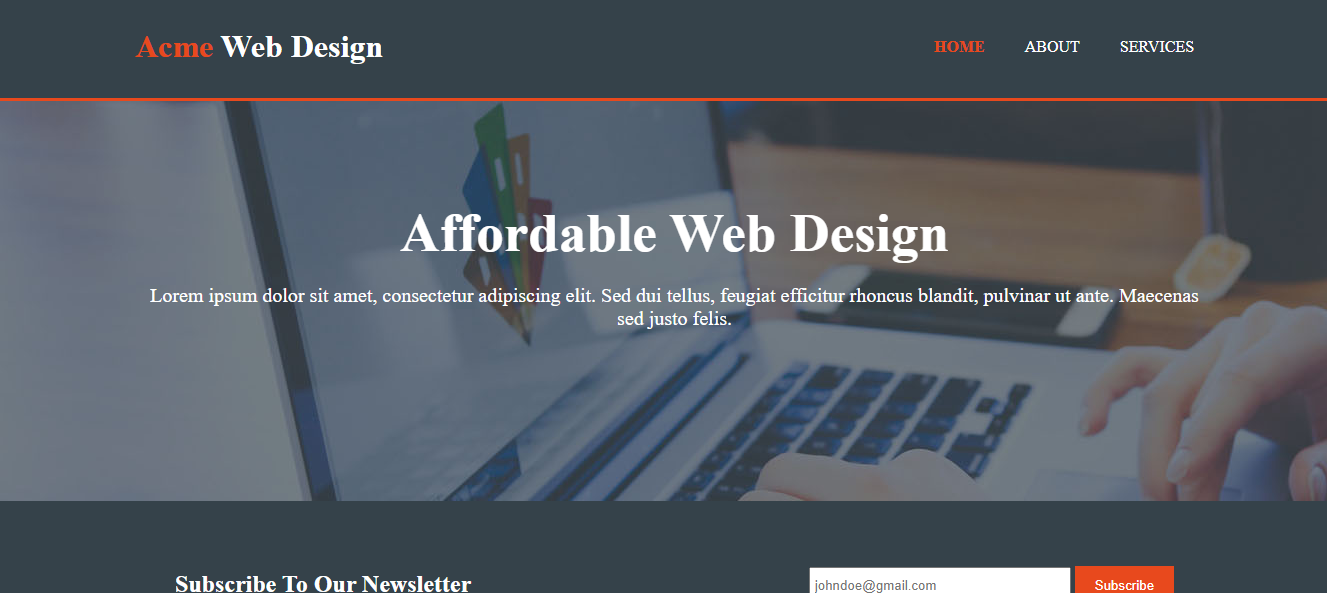 Acme Web Design
HOME ABOUT SERVICES
Affordable Web Design
Lorem ipsum dolor sit amet, consectetur adipiscing elit. Sed dui tellus, feugiat efficitur rhoncus blandit, pulvinar ut ante. Maecenas
sed justo felis.
Subscribe To Our Newsletter
johndoe@gmail.com Subscribe